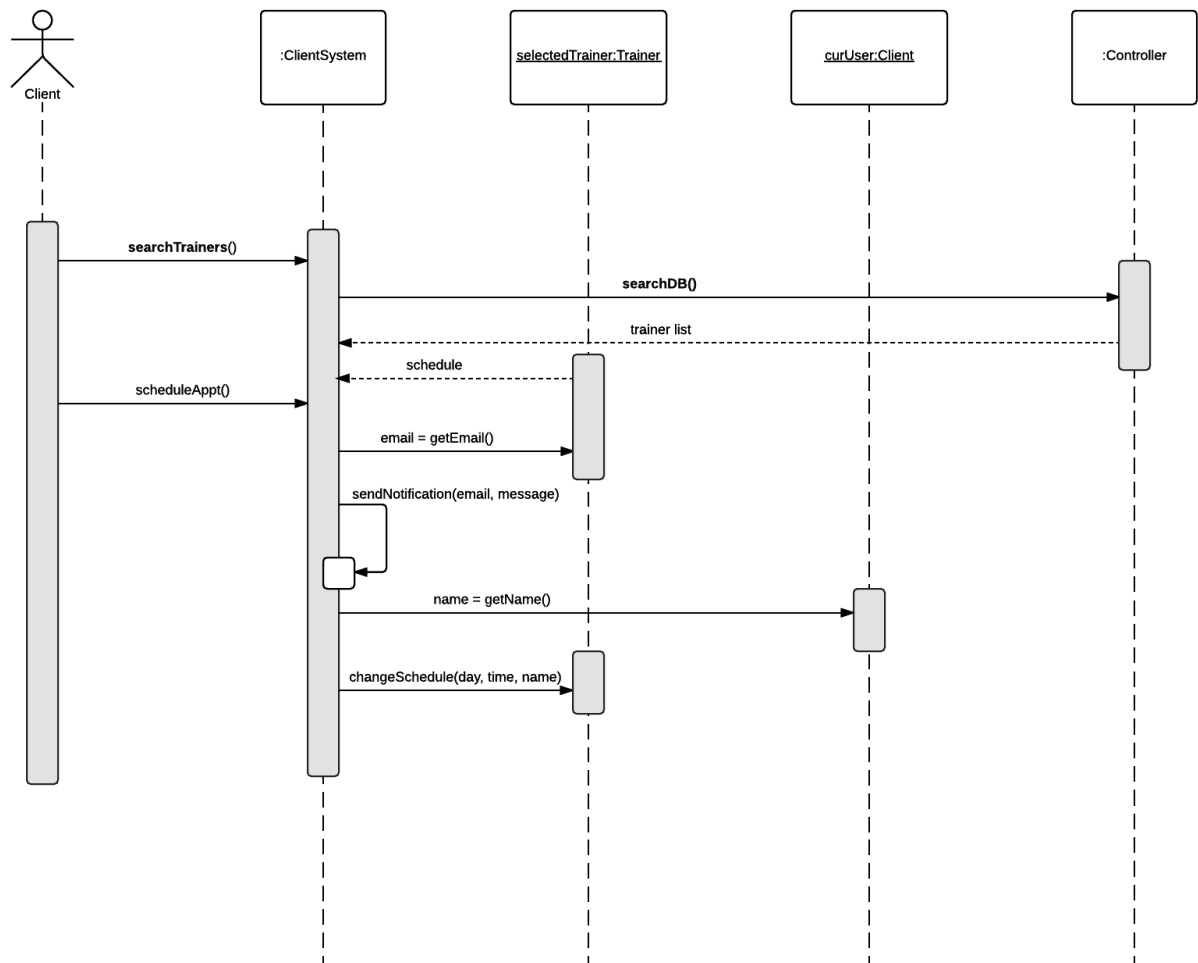 Client
:ClientSystem
selectedTrainer:Trainer
curUser:Client
:Controller
searchTrainers()
searchDB()
trainer list
schedule
scheduleAppt()
email = getEmail()
sendNotification(email, message)
name = getName()
changeSchedule(day, time, name)